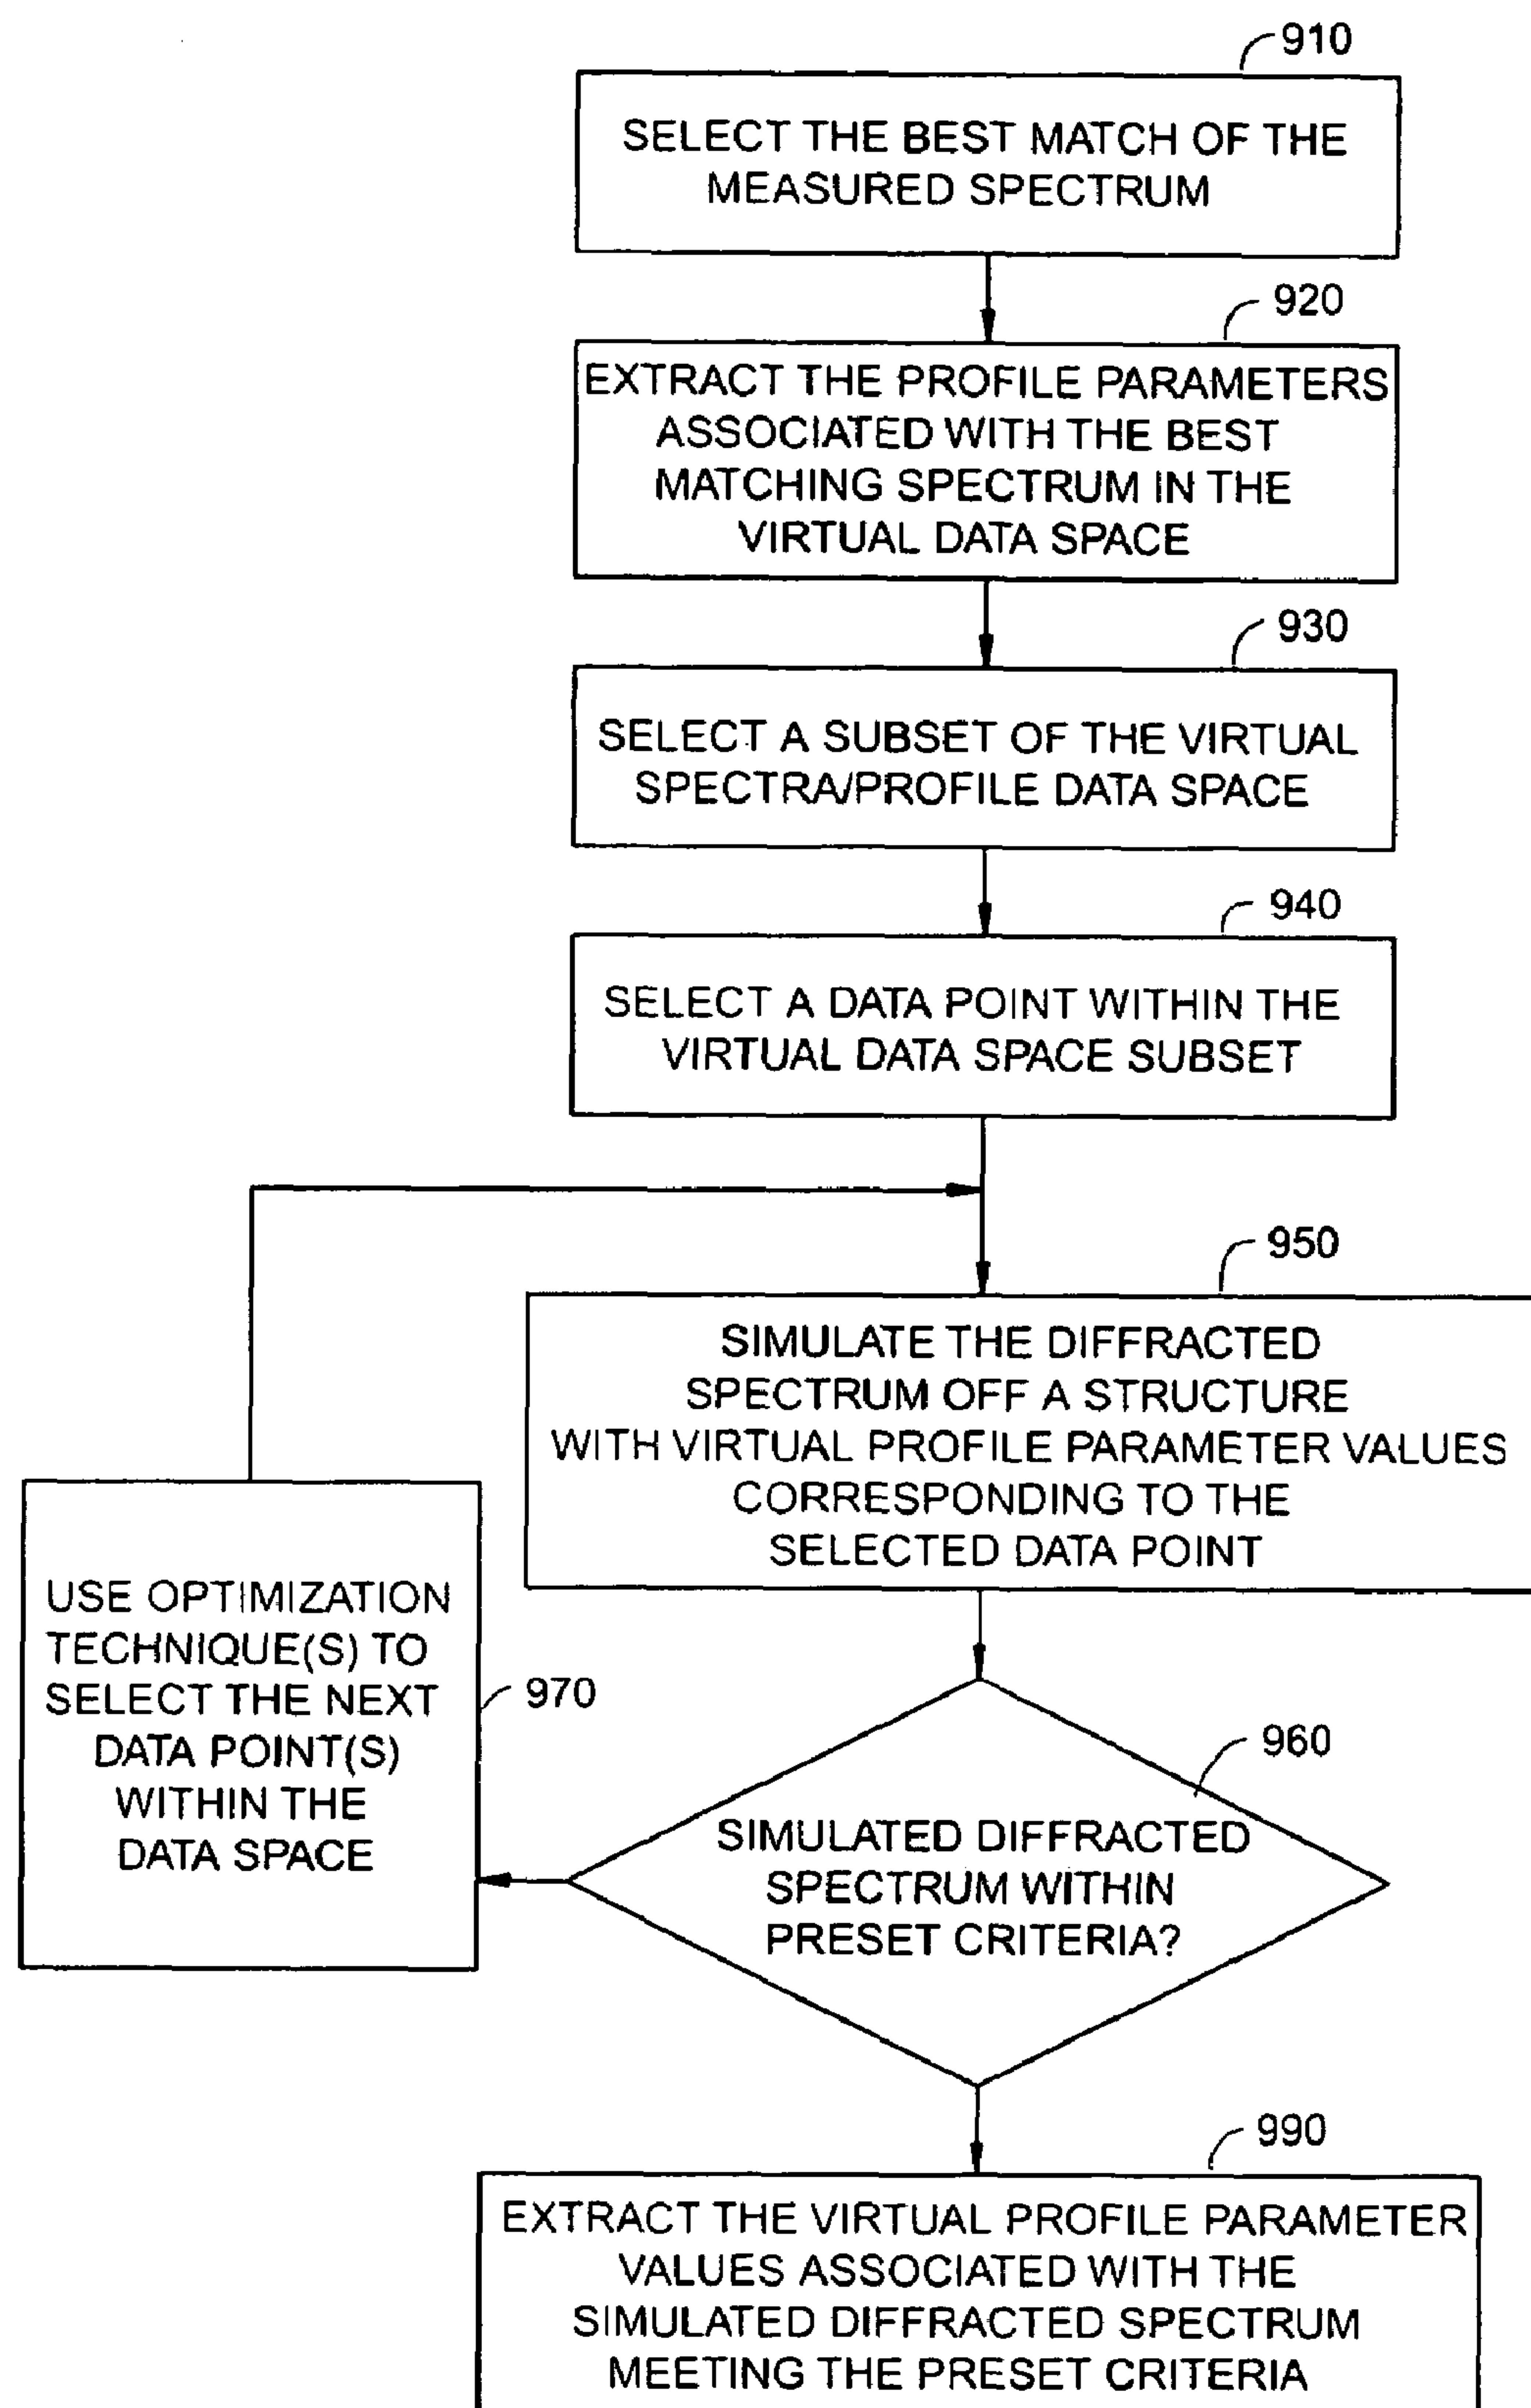 910
SELECT THE BEST MATCH OF THE
MEASURED SPECTRUM
920
EXTRACT THE PROFILE PARAMETERS
ASSOCIATED WITH THE BEST
MATCHING SPECTRUM IN THE
VIRTUAL DATA SPACE
930
SELECT A SUBSET OF THE VIRTUAL
SPECTRA/PROFILE DATA SPACE
940
SELECT A DATA POINT WITHIN THE
VIRTUAL DATA SPACE SUBSET
950
SIMULATE THE DIFFRACTED
SPECTRUM OFF A STRUCTURE
WITH VIRTUAL PROFILE PARAMETER VALUES
CORRESPONDING TO THE
SELECTED DATA POINT
USE OPTIMIZATION
TECHNIQUE(S) TO
SELECT THE NEXT
DATA POINT(S)
WITHIN THE
DATA SPACE
970
960
SIMULATED DIFFRACTED
SPECTRUM WITHIN
PRESET CRITERIA?
990
EXTRACT THE VIRTUAL PROFILE PARAMETER
VALUES ASSOCIATED WITH THE
SIMULATED DIFFRACTED SPECTRUM
MEETING THE PRESET CRITERIA